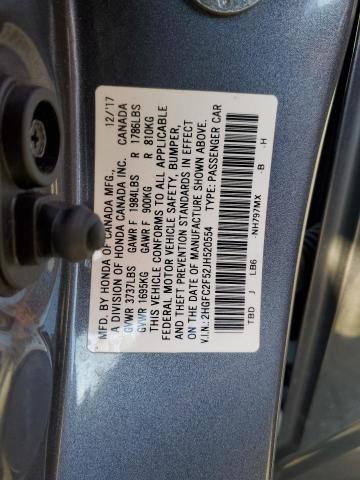 MFD. BY HONDA OF CANADA MFG., 12/'17
A DIVISION OF HONDA CANADA INC. CANADA
GVWR 3737LBS GAWR F 1984LBS R 1786LBS
GVWR 1695KG GAWR F 900KG R 810KG
THIS VEHICLE CONFORMS TO ALL APPLICABLE
FEDERAL MOTOR VEHICLE SAFETY, BUMPER,
AND THEFT PREVENTION STANDARDS IN EFFECT
ON THE DATE OF MANUFACTURE SHOWN ABOVE.
V.I.N.: 2HGFC2F52JH520554 TYPE: PASSENGER CAR
TBD J LB6 -NH797MX -B -H